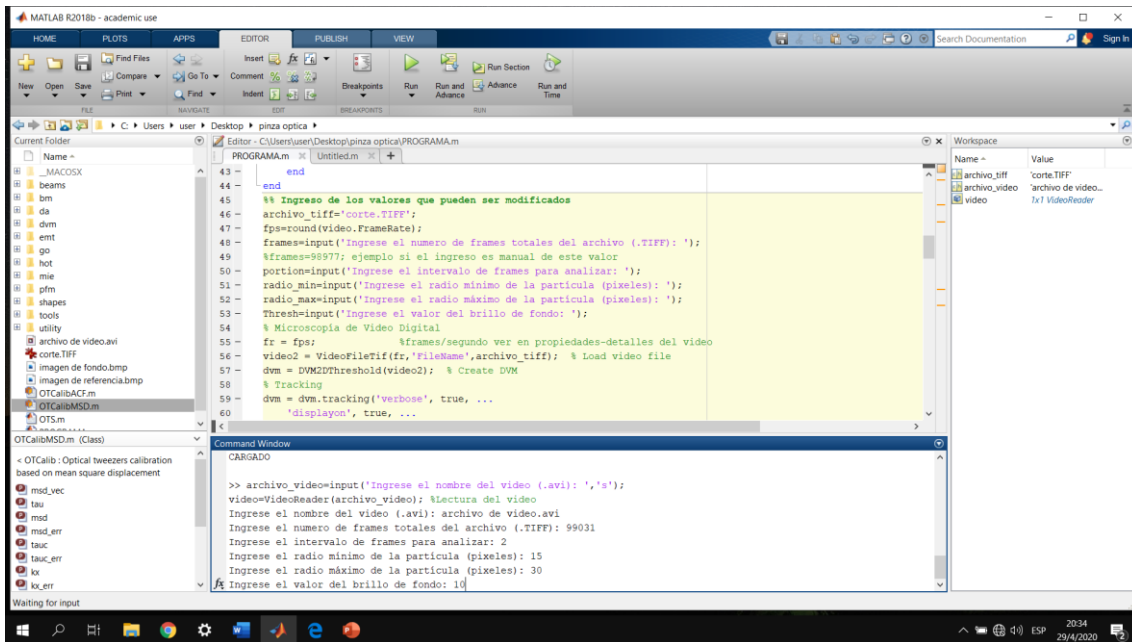 MATLAB R2018b - academic use
HOME PLOTS APPS EDITOR PUBLISH VIEW
Search Documentation
Sign In
New
Open
Save
Find Files
Compare
Print
Go To
Find
Insert fx
Comment %
Indent
Breakpoints
Run
Run and Advance
Run Section
Advance
Run and Time
FILE NAVIGATE EDIT BREAKPOINTS RUN
C: Users user Desktop pinza optica
Current Folder
Name
__MACOSX
beams
bm
da
dvm
emt
go
hot
mie
pfm
shapes
tools
utility
archivo de video.avi
corte.TIFF
imagen de fondo.bmp
imagen de referencia.bmp
OTCalibACF.m
OTCalibMSD.m
OTS.m
OTCalibMSD.m (Class)
< OTCalib : Optical tweezers calibration
based on mean square displacement
msd_vec
tau
msd
msd_err
tauc
tauc_err
kx
kx_err
Editor - C:\Users\user\Desktop\pinza optica\PROGRAMA.m
PROGRAMA.m Untitled.m +
43 - end
44 - end
45 %% Ingreso de los valores que pueden ser modificados
46 - archivo_tiff='corte.TIFF';
47 - fps=round(video.FrameRate);
48 - frames=input('Ingrese el numero de frames totales del archivo (.TIFF): ');
49 %frames=98977; ejemplo si el ingreso es manual de este valor
50 - portion=input('Ingrese el intervalo de frames para analizar: ');
51 - radio_min=input('Ingrese el radio mínimo de la partícula (pixeles): ');
52 - radio_max=input('Ingrese el radio máximo de la partícula (pixeles): ');
53 - Thresh=input('Ingrese el valor del brillo de fondo: ');
54 % Microscopía de Video Digital
55 - fr = fps; %frames/segundo ver en propiedades-detalles del video
56 - video2 = VideoFileTif(fr,'FileName',archivo_tiff); % Load video file
57 - dvm = DVM2DThreshold(video2); % Create DVM
58 % Tracking
59 - dvm = dvm.tracking('verbose', true, ...
60 'displayon', true, ...
Command Window
CARGADO
>> archivo_video=input('Ingrese el nombre del video (.avi): ','s');
video=VideoReader(archivo_video); %Lectura del video
Ingrese el nombre del video (.avi): archivo de video.avi
Ingrese el numero de frames totales del archivo (.TIFF): 99031
Ingrese el intervalo de frames para analizar: 2
Ingrese el radio mínimo de la partícula (pixeles): 15
Ingrese el radio máximo de la partícula (pixeles): 30
fx Ingrese el valor del brillo de fondo: 10
Workspace
Name Value
archivo_tiff 'corte.TIFF'
archivo_video 'archivo de video...
video 1x1 VideoReader
Waiting for input
ESP
20:34
29/4/2020